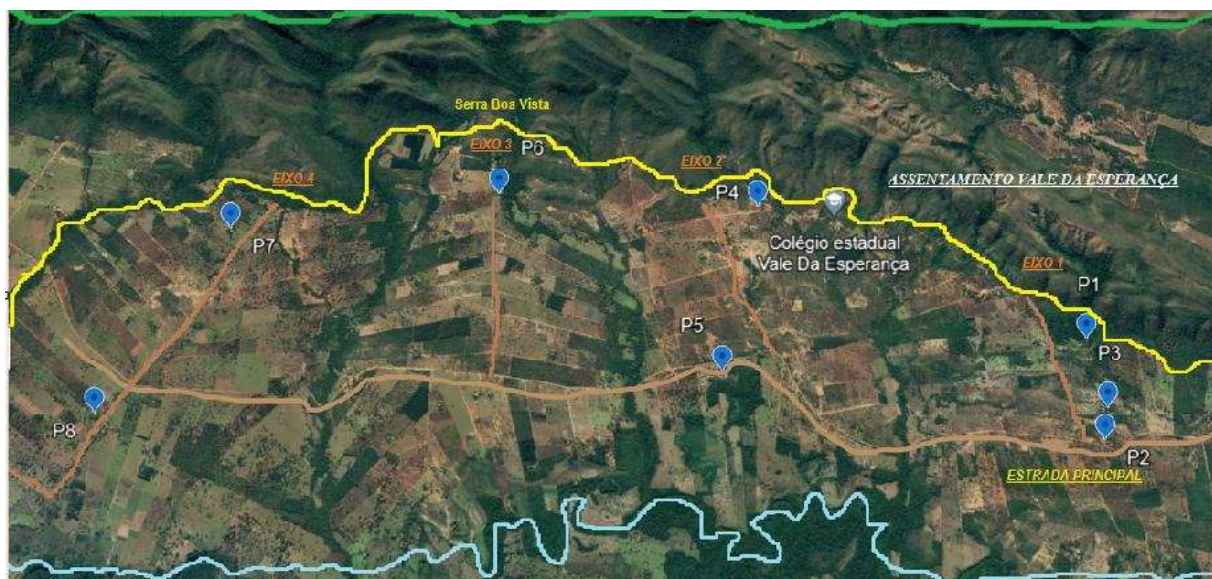 Serra Boa Vista
EIXO 3
P6
EIXO 2
EIXO 4
P4
ASSENTAMENTO VALE DA ESPERANÇA
P7
Colégio estadual
Vale Da Esperança
EIXO 1
P1
P5
P3
P8
P2
ESTRADA PRINCIPAL